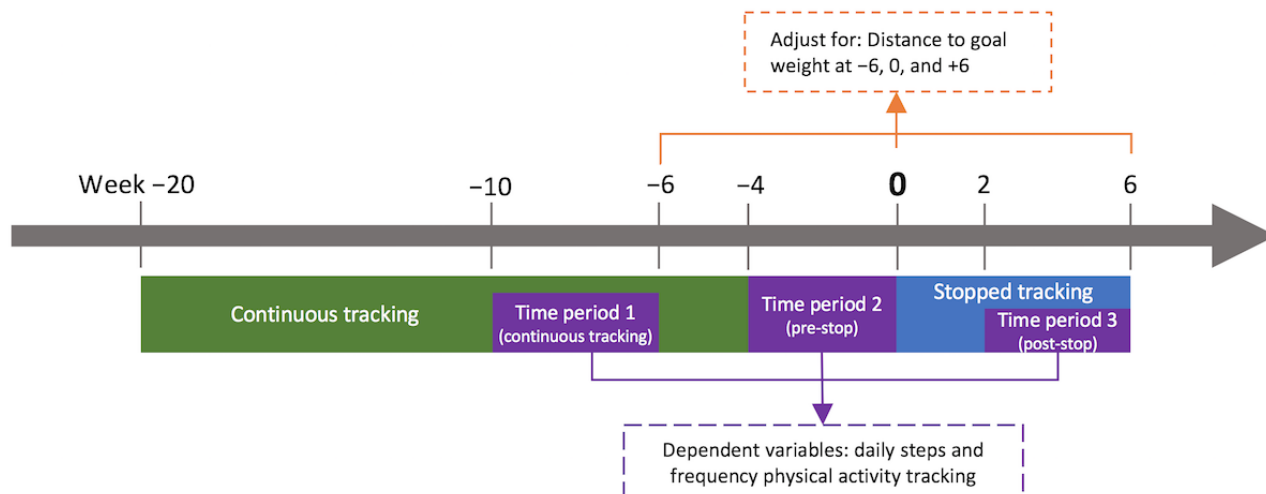 Adjust for: Distance to goal
weight at −6, 0, and +6
Week −20
−10
−6
−4
0
2
6
Continuous tracking
Time period 1
(continuous tracking)
Time period 2
(pre-stop)
Stopped tracking
Time period 3
(post-stop)
Dependent variables: daily steps and
frequency physical activity tracking